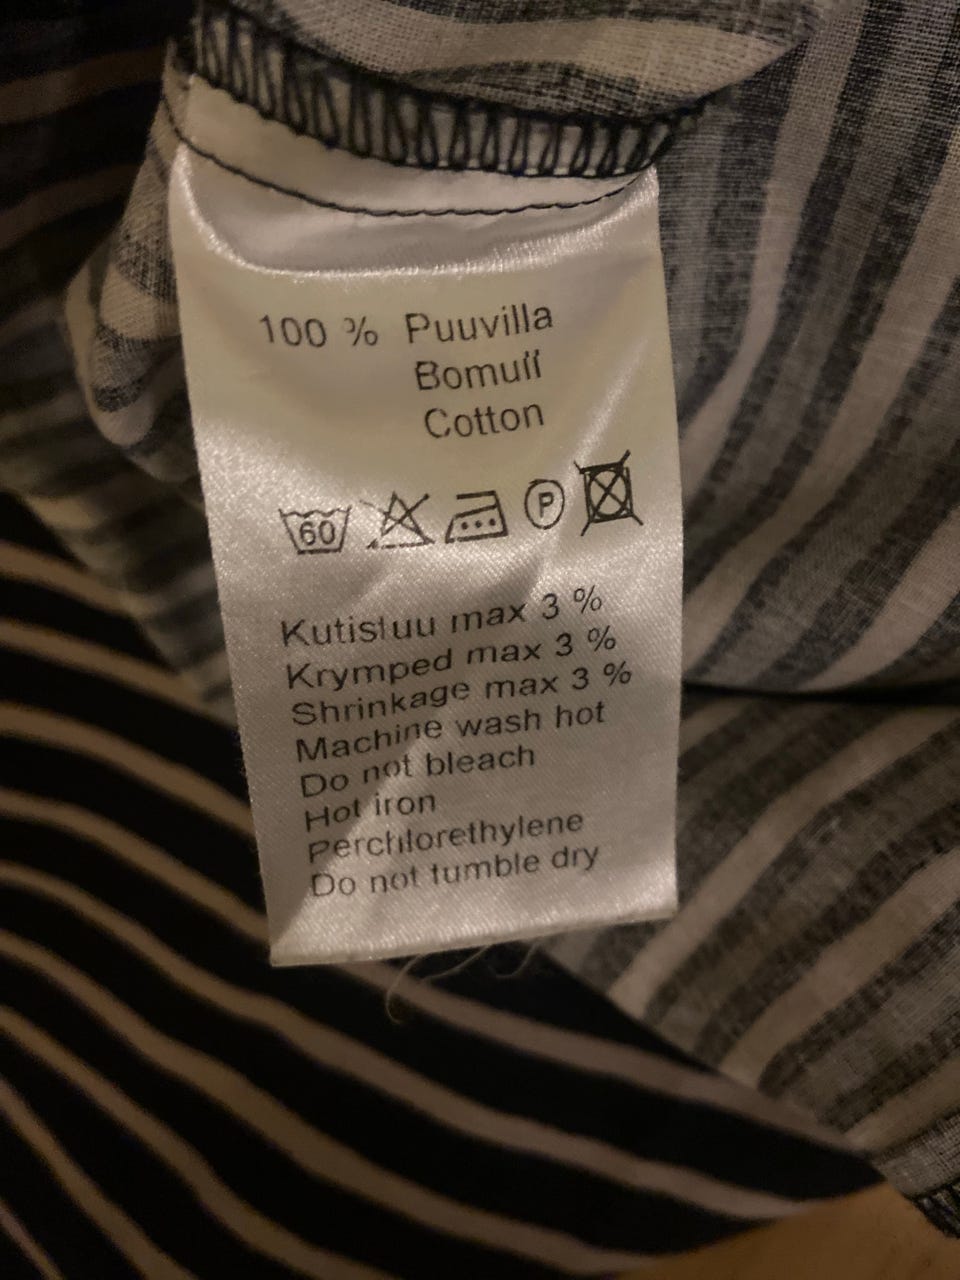 100 % Puuvilla
Bomull
Cotton
60 P
Kutistuu max 3 %
Krymped max 3 %
Shrinkage max 3 %
Machine wash hot
Do not bleach
Hot iron
Perchlorethylene
Do not tumble dry